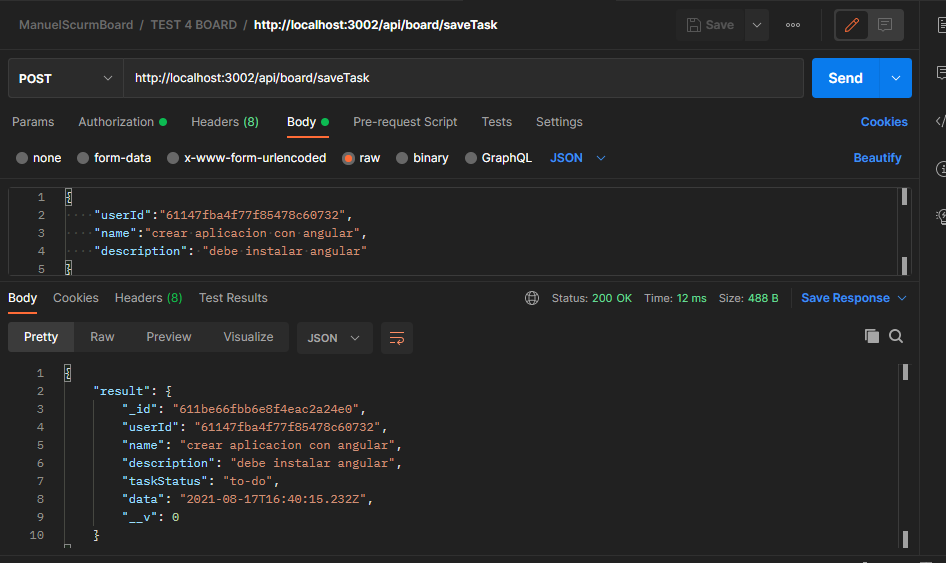 ManuelScurmBoard / TEST 4 BOARD / http://localhost:3002/api/board/saveTask Save
POST http://localhost:3002/api/board/saveTask Send
Params Authorization Headers (8) Body Pre-request Script Tests Settings Cookies
none form-data x-www-form-urlencoded raw binary GraphQL JSON Beautify
1 {
2 "userId":"61147fba4f77f85478c60732",
3 "name":"crear aplicacion con angular",
4 "description": "debe instalar angular"
5 }
Body Cookies Headers (8) Test Results Status: 200 OK Time: 12 ms Size: 488 B Save Response
Pretty Raw Preview Visualize JSON
1 {
2 "result": {
3 "_id": "611be66fbb6e8f4eac2a24e0",
4 "userId": "61147fba4f77f85478c60732",
5 "name": "crear aplicacion con angular",
6 "description": "debe instalar angular",
7 "taskStatus": "to-do",
8 "data": "2021-08-17T16:40:15.232Z",
9 "__v": 0
10 }